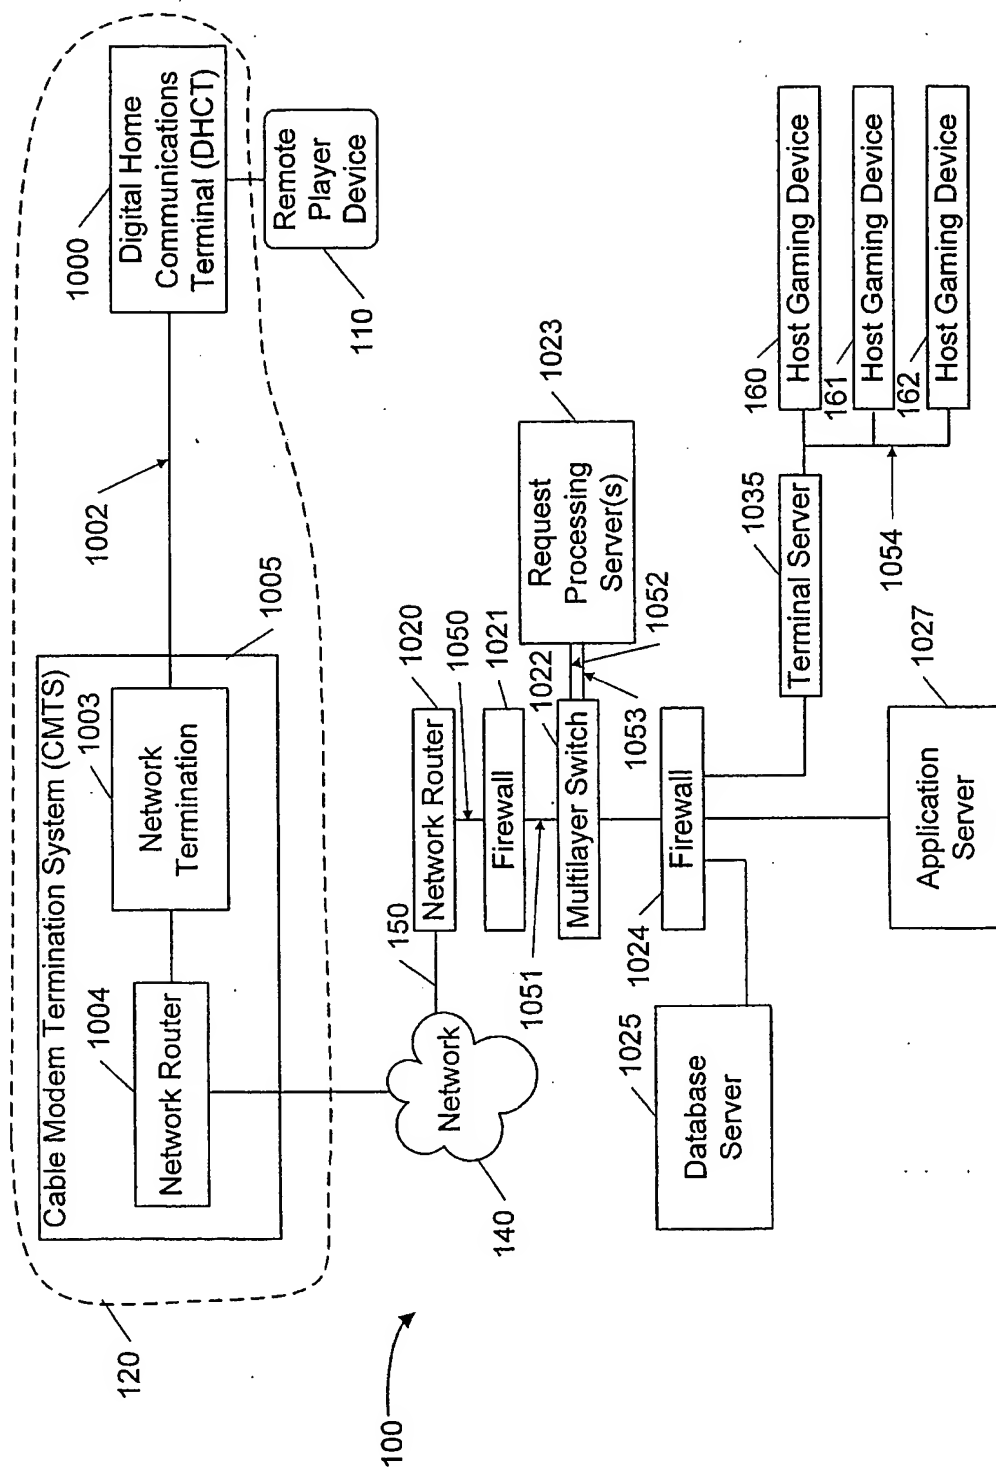 120
Cable Modem Termination System (CMTS)
1004
Network Router
1003
Network
Termination
1005
1002
1000
Digital Home
Communications
Terminal (DHCT)
Remote
Player
Device
110
100
140
Network
150
Network Router
1020
1050
Firewall
1021
1051
Multilayer Switch
1022
1053
1052
Request
Processing
Server(s)
1023
Firewall
1024
Database
Server
1025
Application
Server
1027
Terminal Server
1035
1054
160
Host Gaming Device
161
Host Gaming Device
162
Host Gaming Device